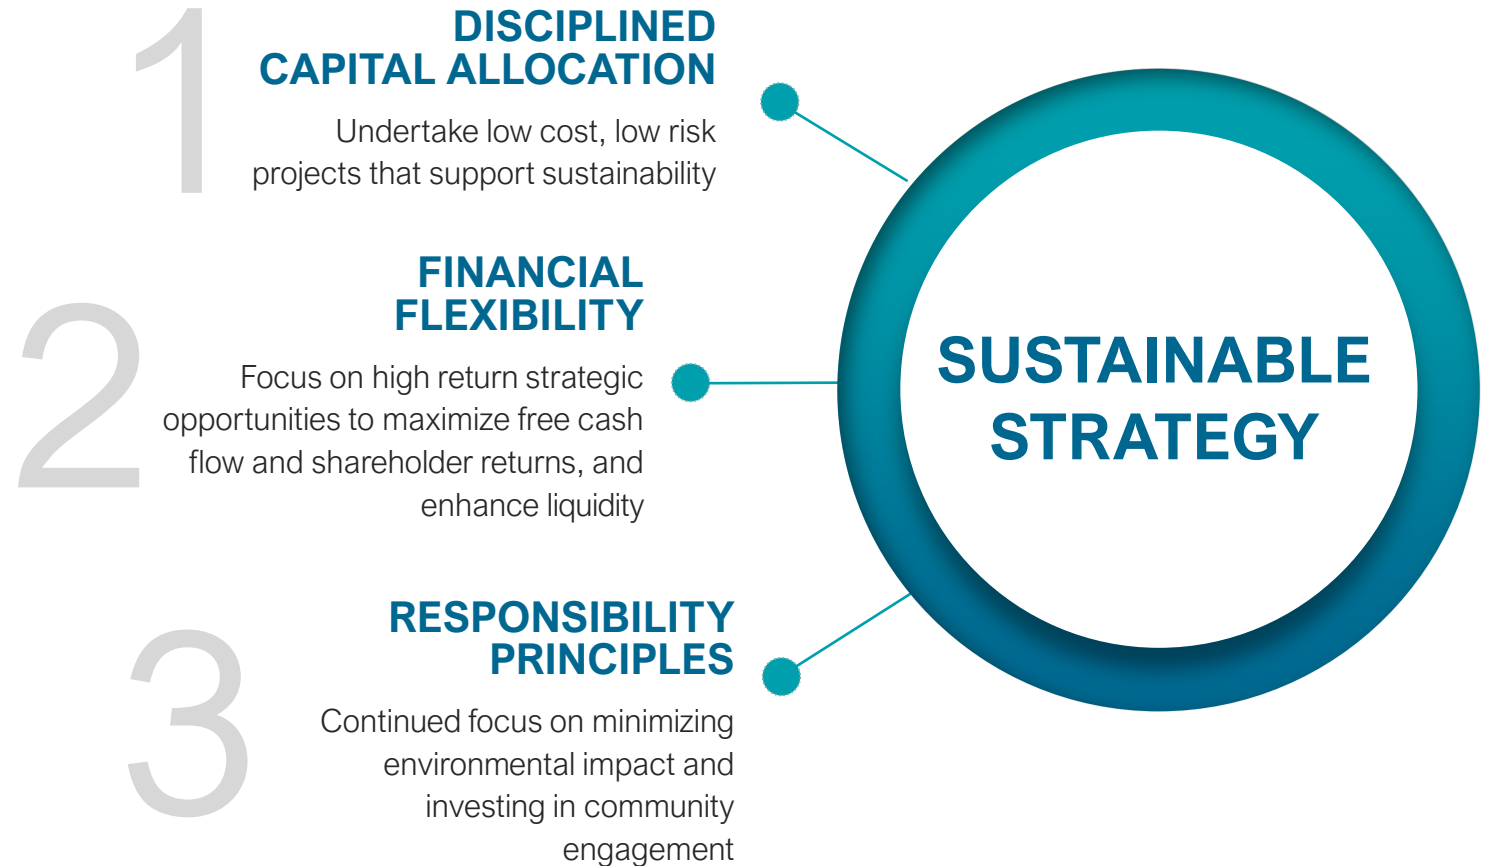 1
DISCIPLINED
CAPITAL ALLOCATION
Undertake low cost, low risk
projects that support sustainability
2
FINANCIAL
FLEXIBILITY
Focus on high return strategic
opportunities to maximize free cash
flow and shareholder returns, and
enhance liquidity
3
RESPONSIBILITY
PRINCIPLES
Continued focus on minimizing
environmental impact and
investing in community
engagement
SUSTAINABLE
STRATEGY